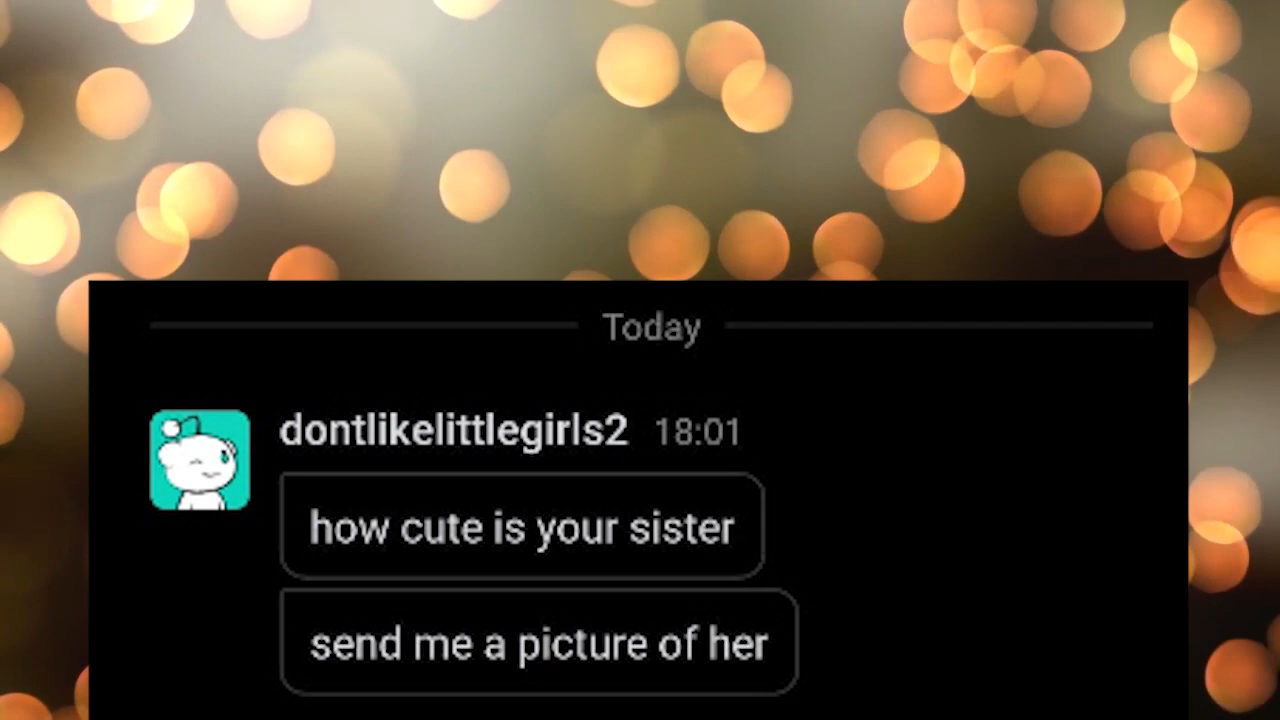 Today
dontlikelittlegirls2 18:01
how cute is your sister
send me a picture of her